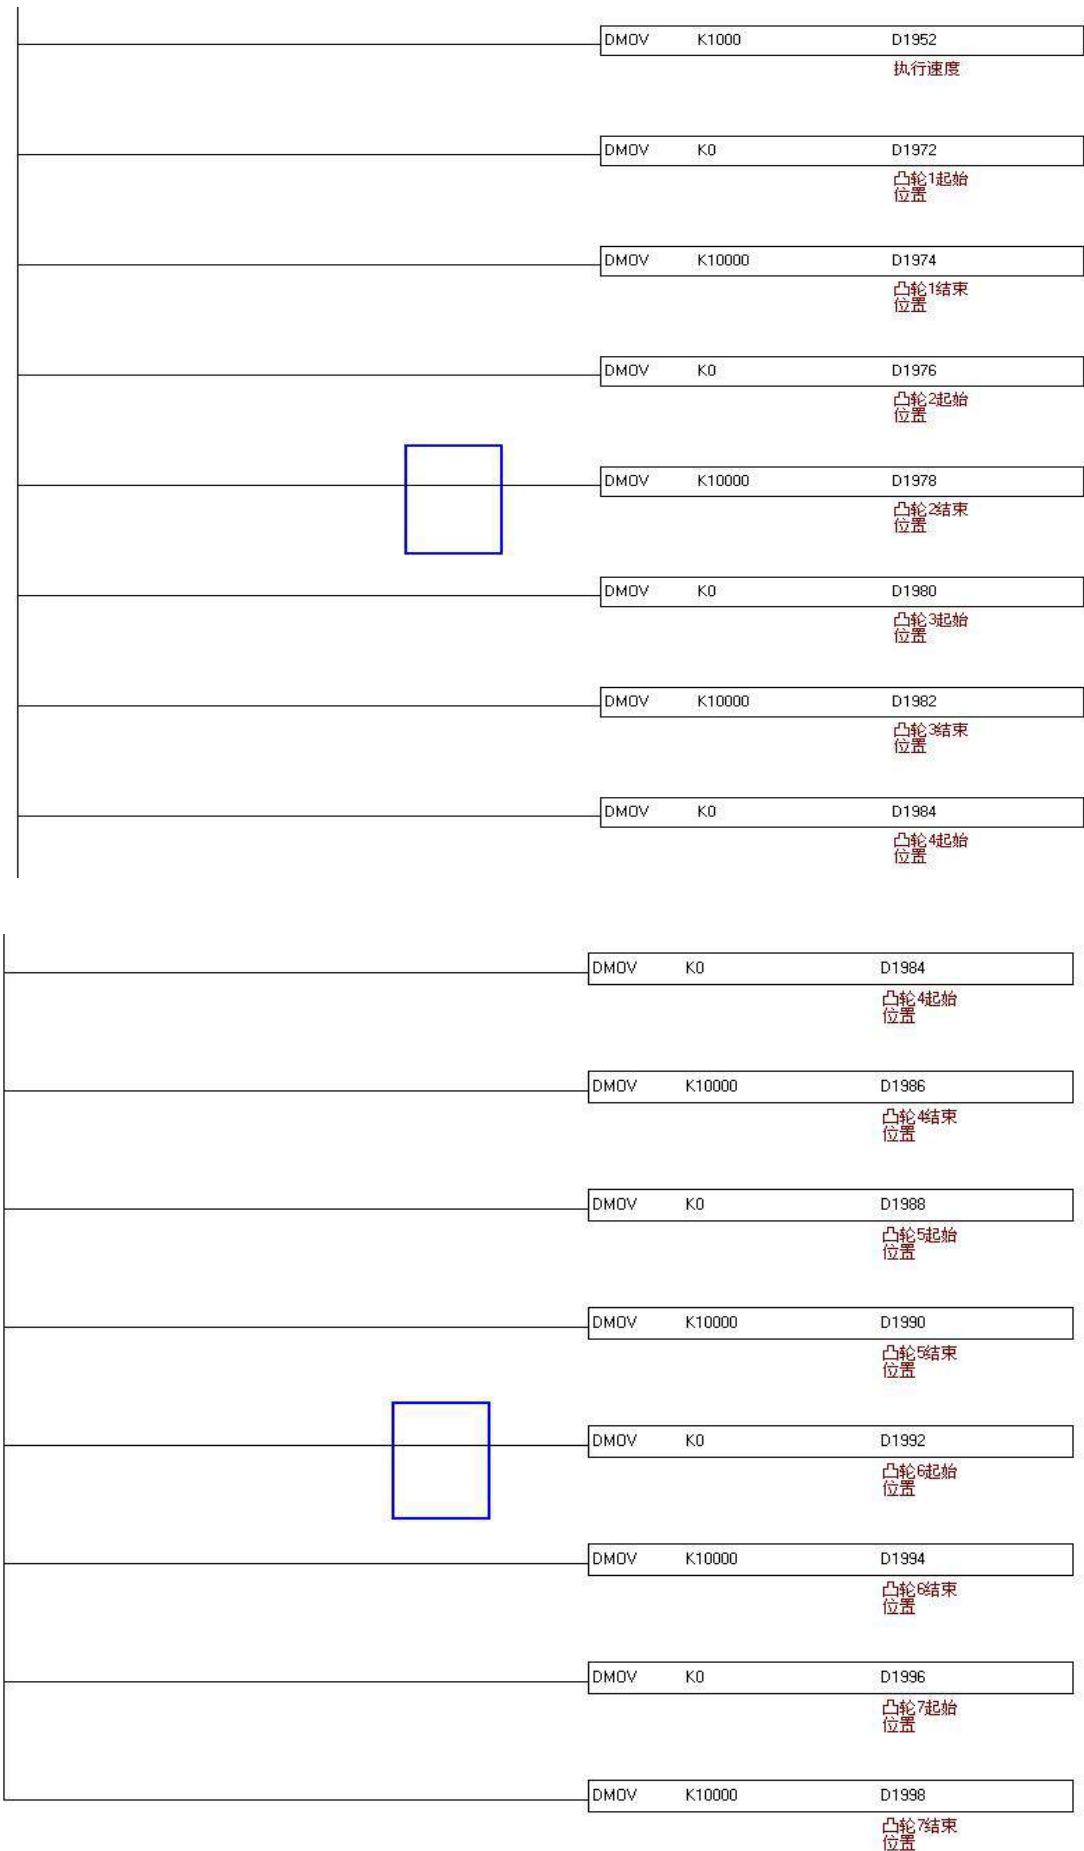 DMOV K1000 D1952
执行速度
DMOV K0 D1972
凸轮1起始
位置
DMOV K10000 D1974
凸轮1结束
位置
DMOV K0 D1976
凸轮2起始
位置
DMOV K10000 D1978
凸轮2结束
位置
DMOV K0 D1980
凸轮3起始
位置
DMOV K10000 D1982
凸轮3结束
位置
DMOV K0 D1984
凸轮4起始
位置
DMOV K0 D1984
凸轮4起始
位置
DMOV K10000 D1986
凸轮4结束
位置
DMOV K0 D1988
凸轮5起始
位置
DMOV K10000 D1990
凸轮5结束
位置
DMOV K0 D1992
凸轮6起始
位置
DMOV K10000 D1994
凸轮6结束
位置
DMOV K0 D1996
凸轮7起始
位置
DMOV K10000 D1998
凸轮7结束
位置